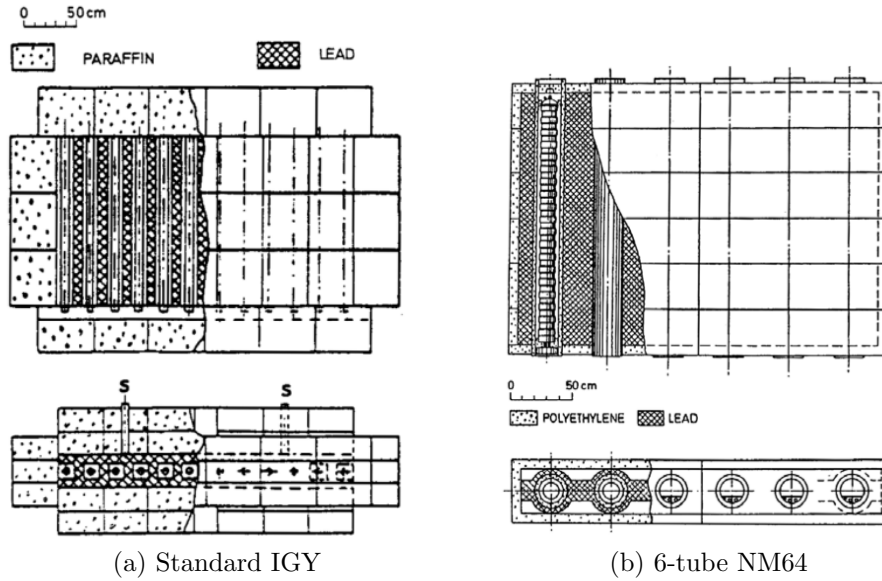 0 50cm
PARAFFIN LEAD
S S
(a) Standard IGY
0 50cm
POLYETHYLENE LEAD
(b) 6-tube NM64